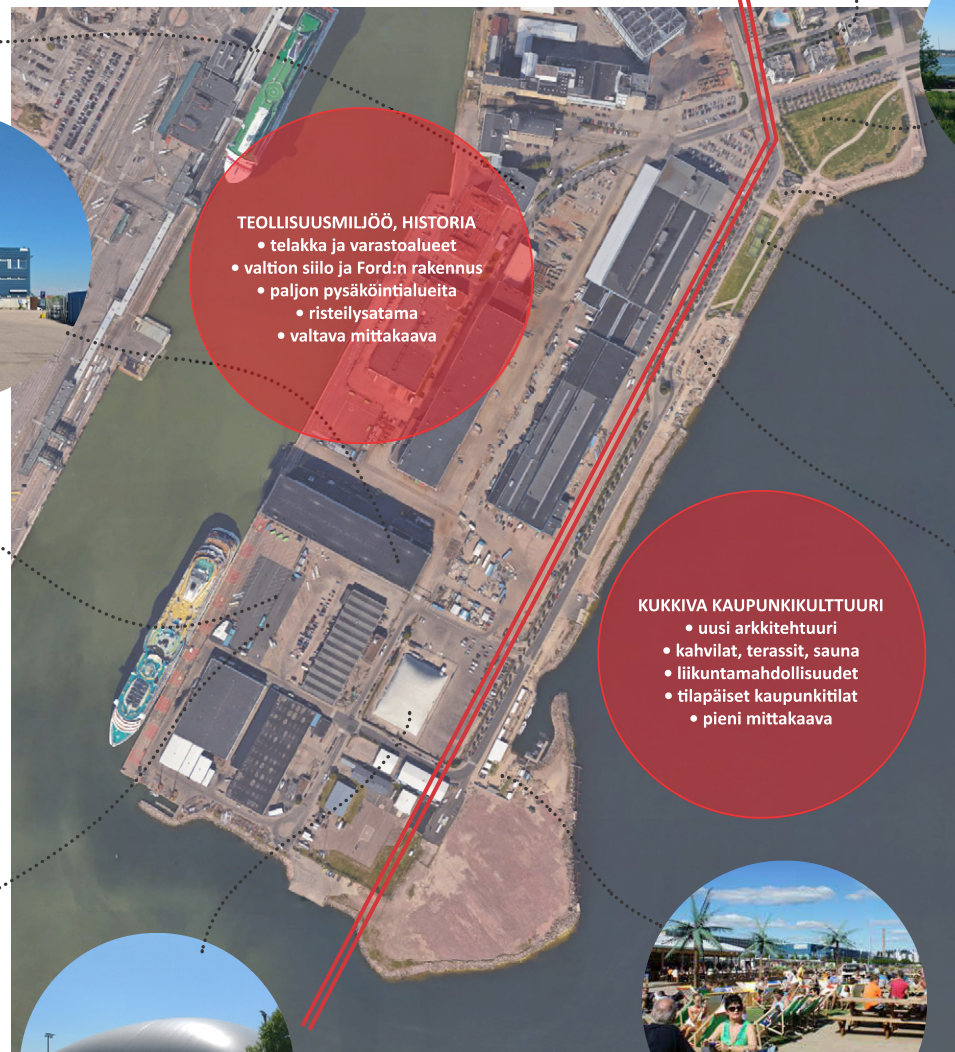 TEOLLISUUSMILJÖÖ, HISTORIA
• telakka ja varastoalueet
• valtion siilo ja Ford:n rakennus
• paljon pysäköintialueita
• risteilysatama
• valtava mittakaava
KUKKIVA KAUPUNKIKULTTUURI
• uusi arkkitehtuuri
• kahvilat, terassit, sauna
• liikuntamahdollisuudet
• tilapäiset kaupunkitilat
• pieni mittakaava